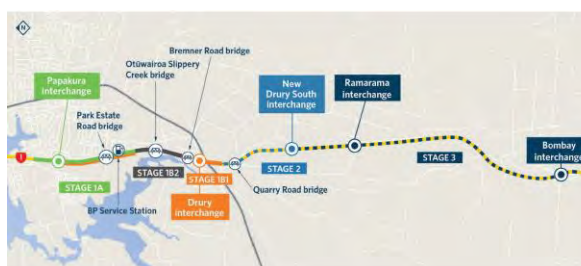 N
Bremner Road bridge
Otūwairoa Slippery
Creek bridge
Papakura
interchange
Park Estate
Road bridge
New
Drury South
interchange
Ramarama
interchange
Bombay
interchange
1
STAGE 1A
STAGE 1B2
STAGE 1B1
STAGE 2
STAGE 3
BP Service Station
Drury
interchange
Quarry Road bridge